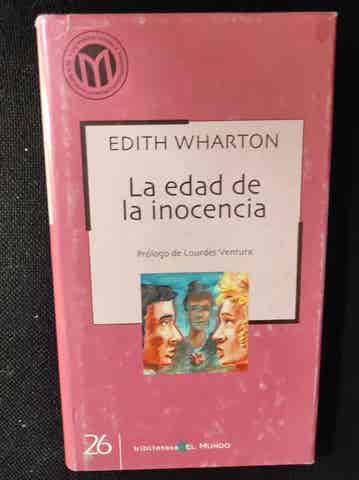 M
EDITH WHARTON
La edad de
la inocencia
Prólogo de Lourdes Ventura
26
biblioteca EL MUNDO